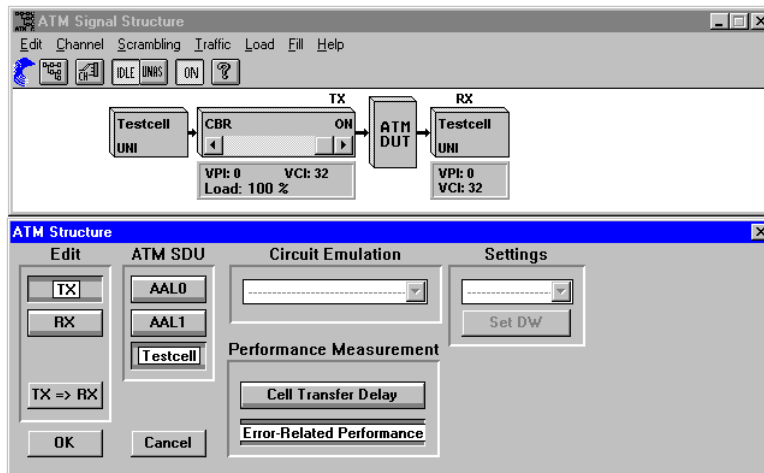 ATM Signal Structure
Edit Channel Scrambling Traffic Load Fill Help
CH IDLE UNAS ON ?
TX RX
Testcell CBR ON ATM Testcell
UNI DUT UNI
VPI: 0 VCI: 32 VPI: 0
Load: 100 % VCI: 32
ATM Structure
Edit ATM SDU Circuit Emulation Settings
TX AAL0 -------------------------------- ----------------
RX AAL1 Set DW
Testcell Performance Measurement
TX => RX Cell Transfer Delay
OK Cancel Error-Related Performance